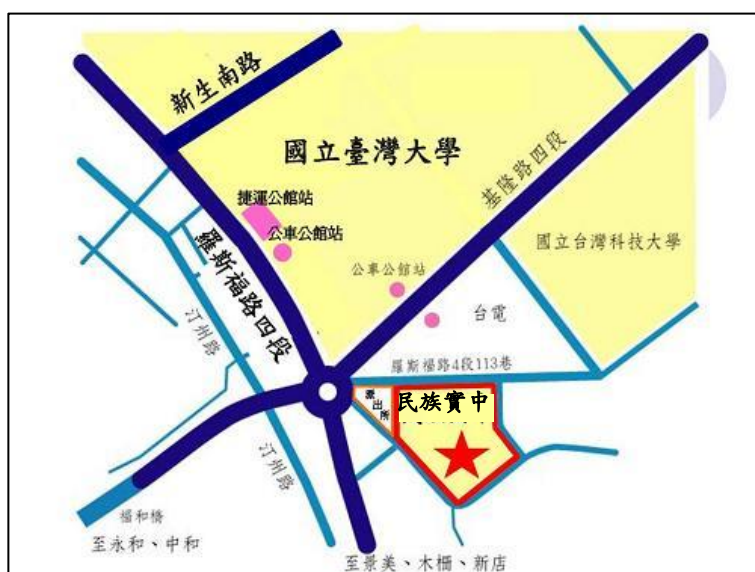 新生南路
國立臺灣大學
基隆路四段
捷運公館站
公車公館站
羅斯福路四段
公車公館站
國立台灣科技大學
台電
汀州路
羅斯福路4段113巷
派出所
民族實中
汀州路
福和橋
至永和、中和
至景美、木柵、新店